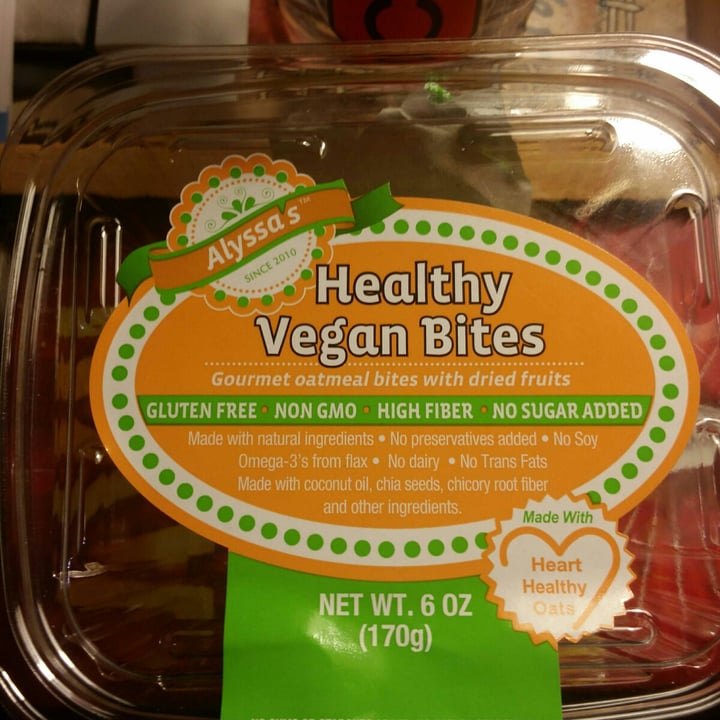 Alyssa's™
SINCE 2010
Healthy
Vegan Bites
Gourmet oatmeal bites with dried fruits
GLUTEN FREE • NON GMO • HIGH FIBER • NO SUGAR ADDED
Made with natural ingredients • No preservatives added • No Soy
Omega-3's from flax • No dairy • No Trans Fats
Made with coconut oil, chia seeds, chicory root fiber
and other ingredients.
Made With
Heart
Healthy
Oats
NET WT. 6 OZ
(170g)